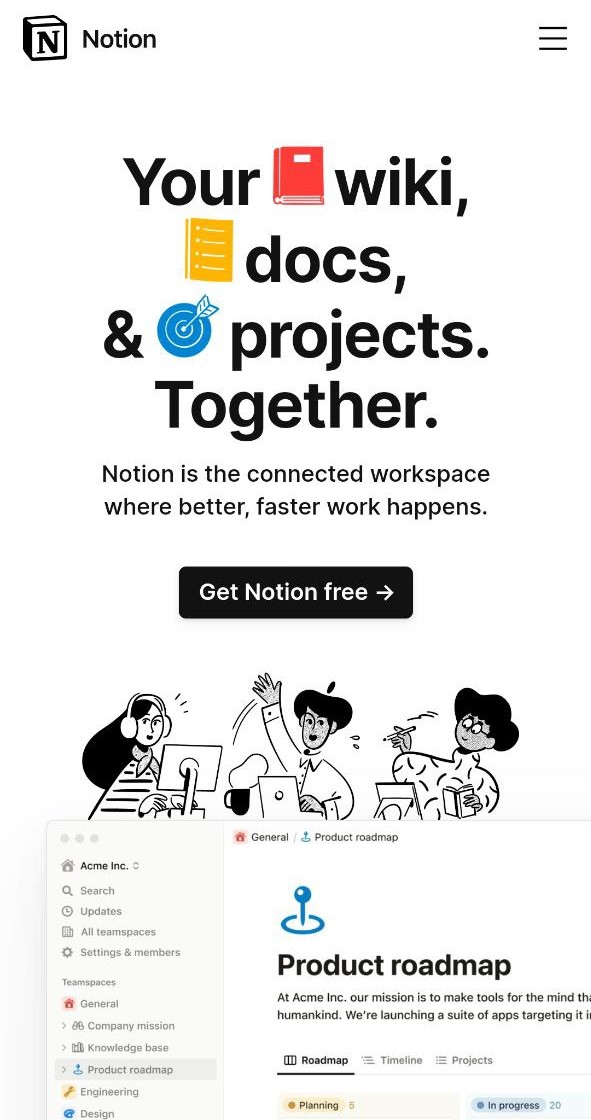 Notion
Your wiki,
docs,
& projects.
Together.
Notion is the connected workspace
where better, faster work happens.
Get Notion free →
General / Product roadmap
Acme Inc.
Search
Updates
All teamspaces
Settings & members
Teamspaces
General
Company mission
Knowledge base
Product roadmap
Engineering
Design
Product roadmap
At Acme Inc. our mission is to make tools for the mind
humankind. We're launching a suite of apps targeting it
Roadmap Timeline Projects
Planning 5 In progress 20